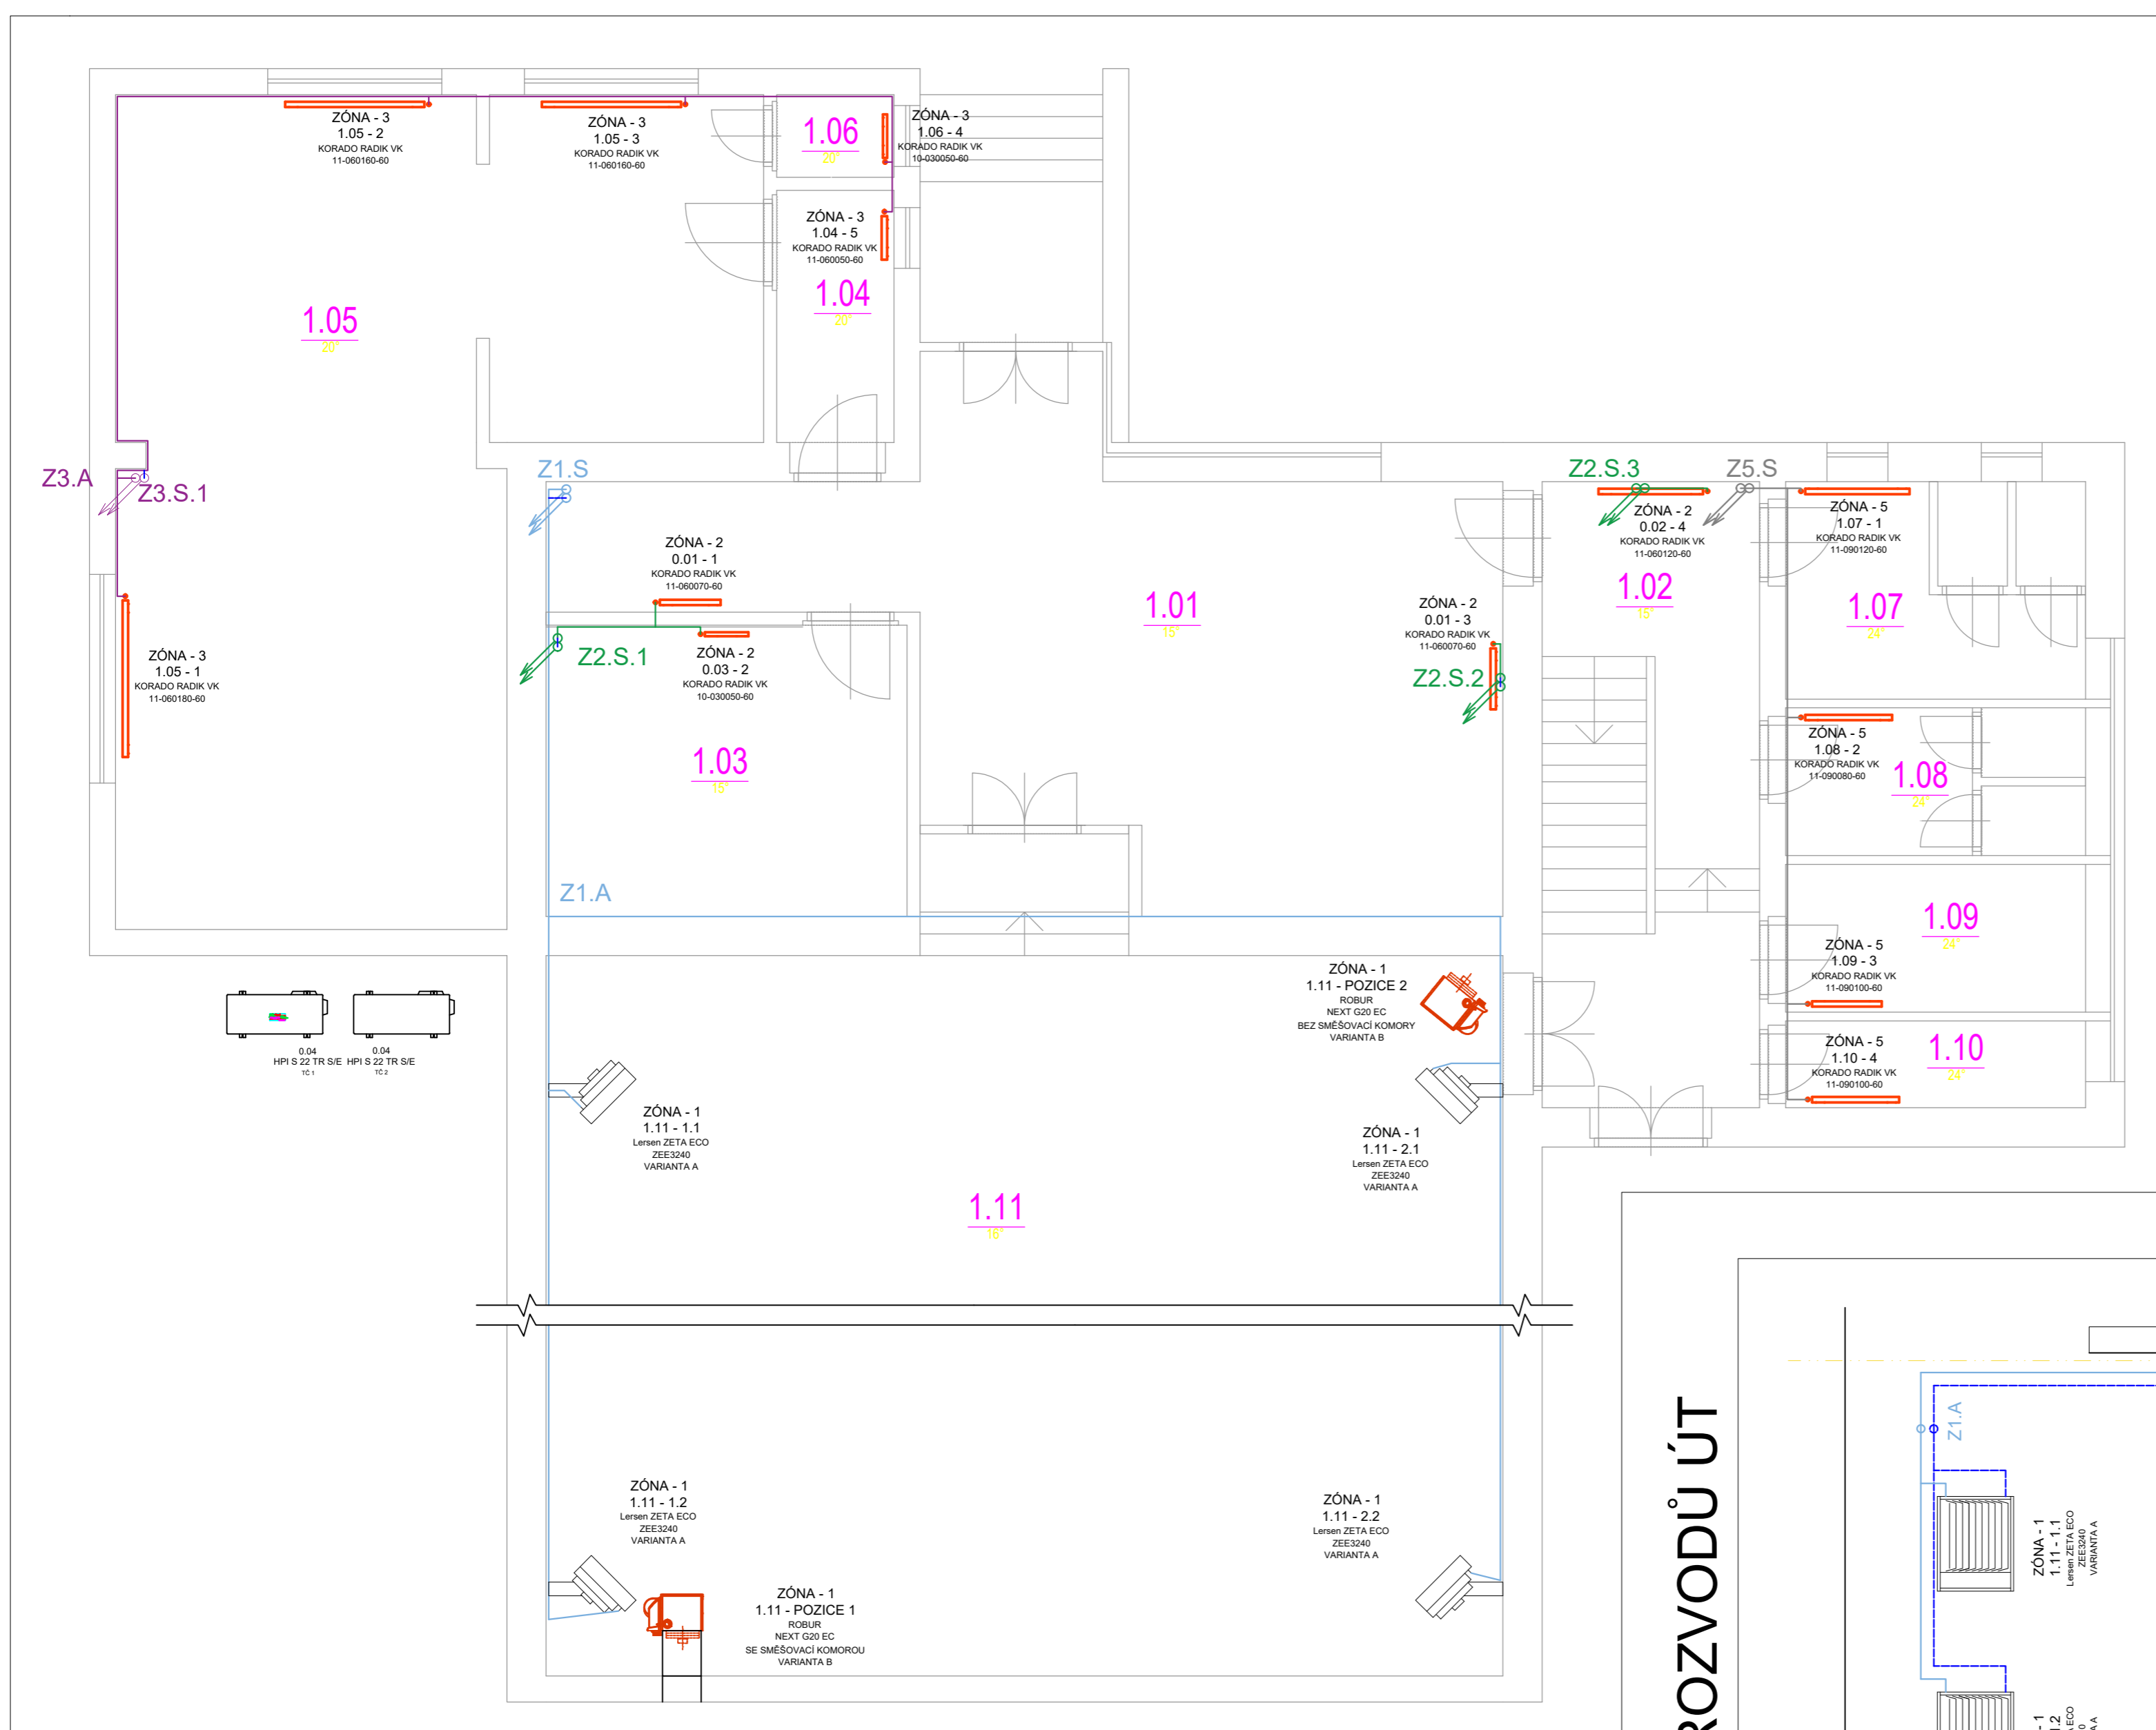 ZÓNA - 3
1.05 - 2
KORADO RADIK VK
11-060160-60
ZÓNA - 3
1.05 - 3
KORADO RADIK VK
11-060160-60
1.06
20°
ZÓNA - 3
1.06 - 4
KORADO RADIK VK
10-030050-60
ZÓNA - 3
1.04 - 5
KORADO RADIK VK
11-060050-60
1.04
20°
1.05
20°
Z3.A
Z3.S.1
Z1.S
Z2.S.3
Z5.S
ZÓNA - 2
0.02 - 4
KORADO RADIK VK
11-060120-60
ZÓNA - 5
1.07 - 1
KORADO RADIK VK
11-090120-60
ZÓNA - 2
0.01 - 1
KORADO RADIK VK
11-060070-60
1.01
15°
1.02
15°
1.07
24°
ZÓNA - 2
0.01 - 3
KORADO RADIK VK
11-060070-60
Z2.S.2
ZÓNA - 3
1.05 - 1
KORADO RADIK VK
11-060180-60
Z2.S.1
ZÓNA - 2
0.03 - 2
KORADO RADIK VK
10-030050-60
1.03
15°
ZÓNA - 5
1.08 - 2
KORADO RADIK VK
11-090080-60
1.08
24°
Z1.A
1.09
24°
ZÓNA - 5
1.09 - 3
KORADO RADIK VK
11-090100-60
ZÓNA - 1
1.11 - POZICE 2
ROBUR
NEXT G20 EC
BEZ SMĚŠOVACÍ KOMORY
VARIANTA B
0.04
HPI S 22 TR S/E
TČ 1
0.04
HPI S 22 TR S/E
TČ 2
ZÓNA - 5
1.10 - 4
KORADO RADIK VK
11-090100-60
1.10
24°
ZÓNA - 1
1.11 - 1.1
Lersen ZETA ECO
ZEE3240
VARIANTA A
ZÓNA - 1
1.11 - 2.1
Lersen ZETA ECO
ZEE3240
VARIANTA A
1.11
16°
ZÓNA - 1
1.11 - 1.2
Lersen ZETA ECO
ZEE3240
VARIANTA A
ZÓNA - 1
1.11 - 2.2
Lersen ZETA ECO
ZEE3240
VARIANTA A
ZÓNA - 1
1.11 - POZICE 1
ROBUR
NEXT G20 EC
SE SMĚŠOVACÍ KOMOROU
VARIANTA B
ROZVODŮ ÚT
Z1.A
ZÓNA - 1
1.11 - 1.1
Lersen ZETA ECO
ZEE3240
VARIANTA A
- 1
1.2